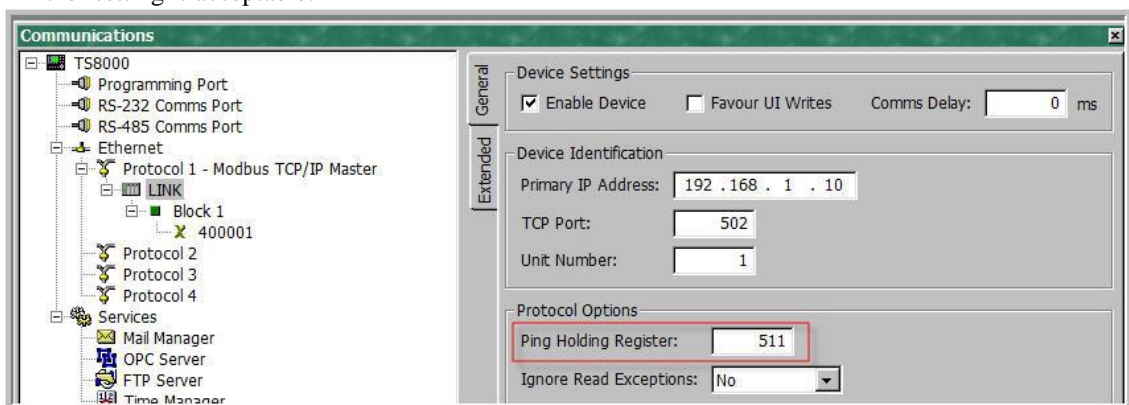 Communications
TS8000
Programming Port
RS-232 Comms Port
RS-485 Comms Port
Ethernet
Protocol 1 - Modbus TCP/IP Master
LINK
Block 1
400001
Protocol 2
Protocol 3
Protocol 4
Services
Mail Manager
OPC Server
FTP Server
Time Manager
General
Extended
Device Settings
Enable Device Favour UI Writes Comms Delay: 0 ms
Device Identification
Primary IP Address: 192 . 168 . 1 . 10
TCP Port: 502
Unit Number: 1
Protocol Options
Ping Holding Register: 511
Ignore Read Exceptions: No